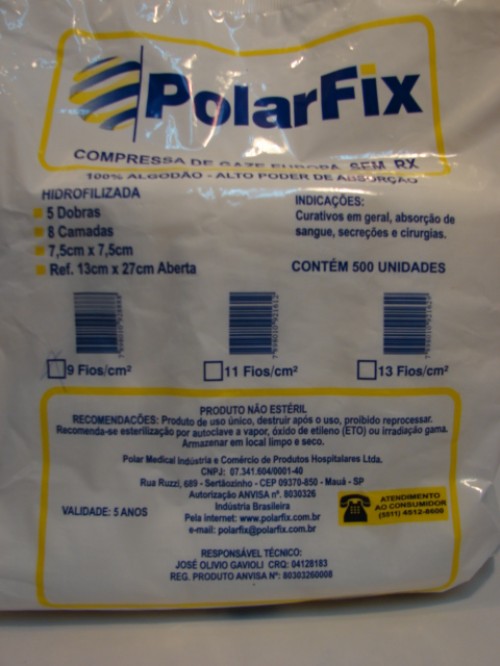 PolarFix
COMPRESSA DE GAZE EUROPA SEM RX
100% ALGODÃO - ALTO PODER DE ABSORÇÃO
HIDROFILIZADA
5 Dobras
8 Camadas
7,5cm x 7,5cm
Ref. 13cm x 27cm Aberta
INDICAÇÕES:
Curativos em geral, absorção de
sangue, secreções e cirurgias.
CONTÉM 500 UNIDADES
9 Fios/cm²
11 Fios/cm²
13 Fios/cm²
PRODUTO NÃO ESTÉRIL
RECOMENDACÕES: Produto de uso único, destruir após o uso, proibido reprocessar.
Recomenda-se esterilização por autoclave a vapor, óxido de etileno (ETO) ou irradiação gama.
Armazenar em local limpo e seco.
Polar Medical Indústria e Comércio de Produtos Hospitalares Ltda.
CNPJ: 07.341.604/0001-40
Rua Ruzzi, 689 - Sertãozinho - CEP 09370-850 - Mauá - SP
Autorização ANVISA nº. 8030326
Indústria Brasileira
Pela internet: www.polarfix.com.br
e-mail: polarfix@polarfix.com.br
VALIDADE: 5 ANOS
ATENDIMENTO
AO CONSUMIDOR
(5511) 4512-8600
RESPONSÁVEL TÉCNICO:
JOSÉ OLIVIO GAVIOLI CRQ: 04128183
REG. PRODUTO ANVISA Nº: 80303260008